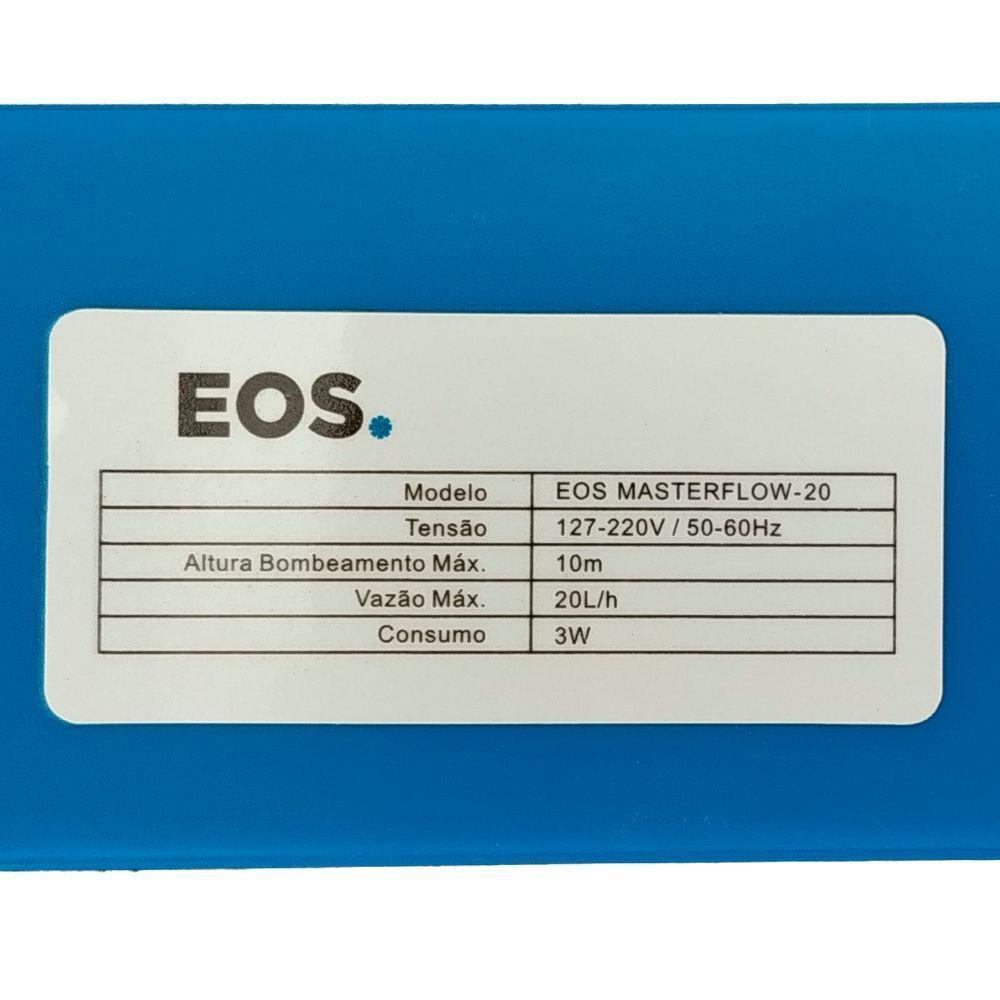 EOS.
Modelo EOS MASTERFLOW-20
Tensão 127-220V / 50-60Hz
Altura Bombeamento Máx. 10m
Vazão Máx. 20L/h
Consumo 3W